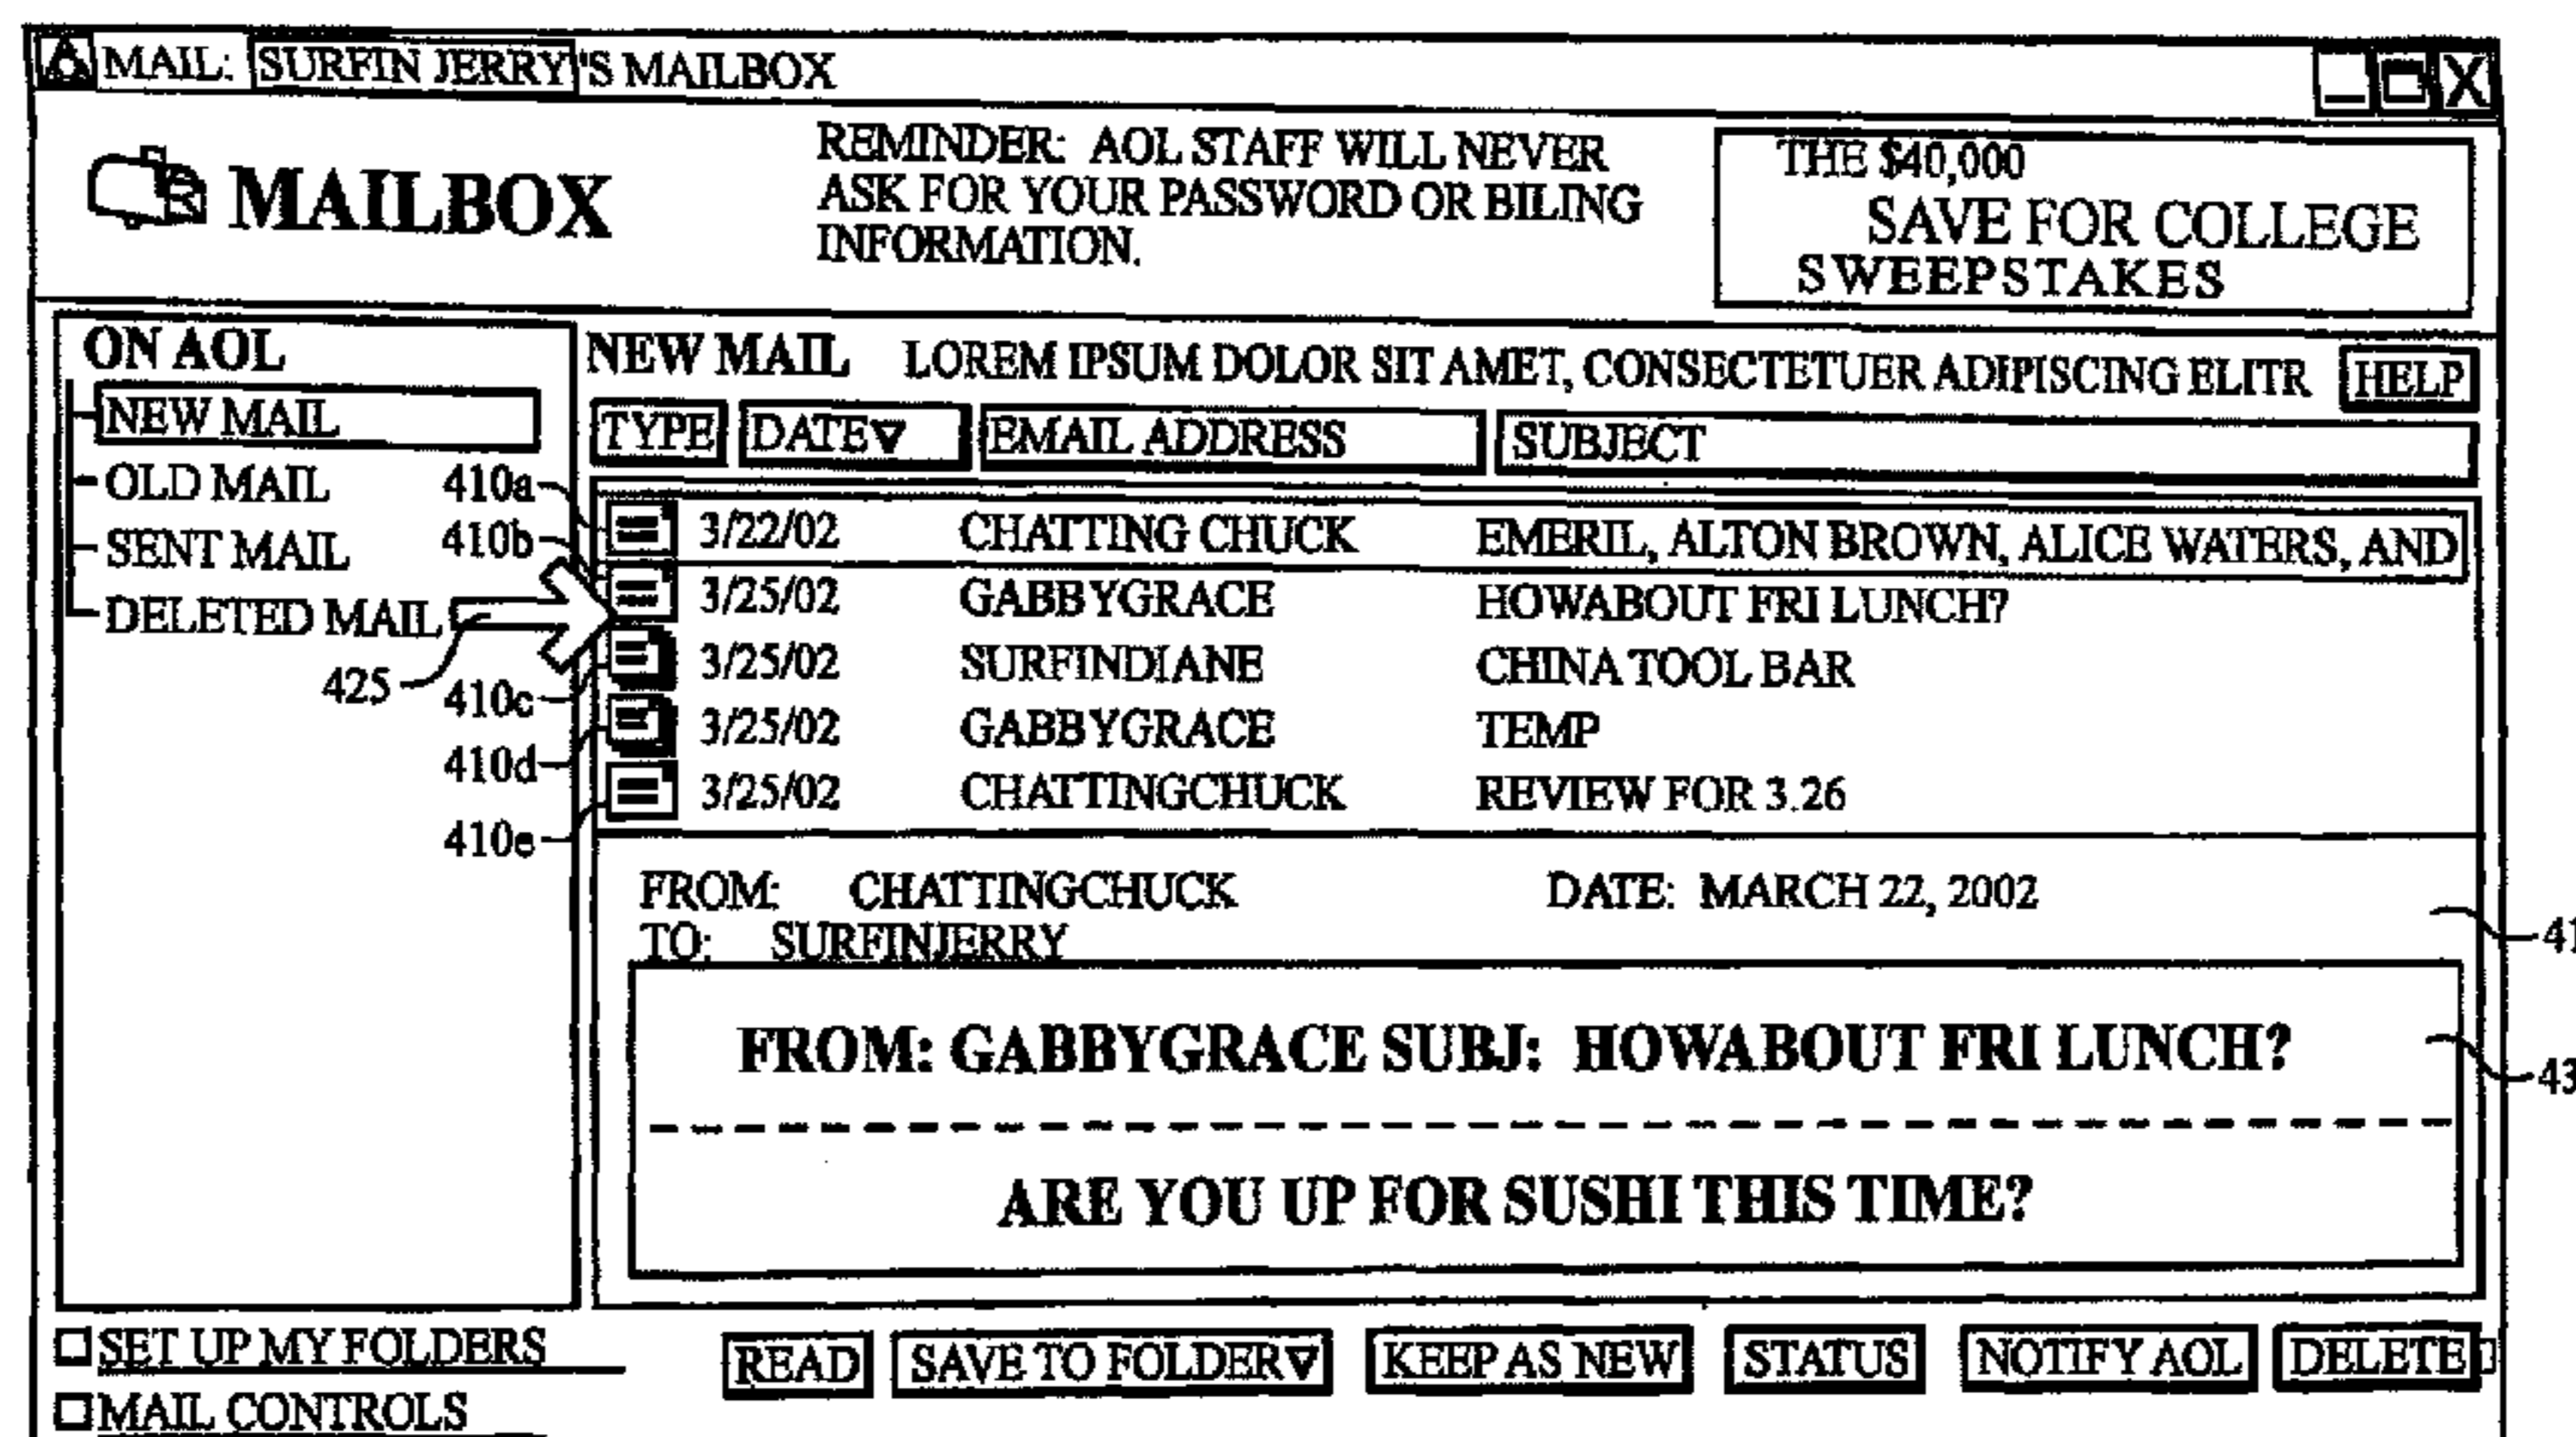 MAIL: SURFIN JERRY'S MAILBOX
MAILBOX
REMINDER: AOL STAFF WILL NEVER
ASK FOR YOUR PASSWORD OR BILING
INFORMATION.
THE $40,000
SAVE FOR COLLEGE
SWEEPSTAKES
ON AOL
NEW MAIL
OLD MAIL
SENT MAIL
DELETED MAIL
425
NEW MAIL LOREM IPSUM DOLOR SIT AMET, CONSECTETUER ADIPISCING ELITR HELP
TYPE DATE EMAIL ADDRESS SUBJECT
410a 3/22/02 CHATTING CHUCK EMERIL, ALTON BROWN, ALICE WATERS, AND
410b 3/25/02 GABBYGRACE HOWABOUT FRI LUNCH?
410c 3/25/02 SURFINDIANE CHINA TOOL BAR
410d 3/25/02 GABBYGRACE TEMP
410e 3/25/02 CHATTINGCHUCK REVIEW FOR 3.26
FROM: CHATTINGCHUCK DATE: MARCH 22, 2002
TO: SURFINJERRY
FROM: GABBYGRACE SUBJ: HOWABOUT FRI LUNCH?
ARE YOU UP FOR SUSHI THIS TIME?
SET UP MY FOLDERS
MAIL CONTROLS
READ SAVE TO FOLDER KEEP AS NEW STATUS NOTIFY AOL DELETE